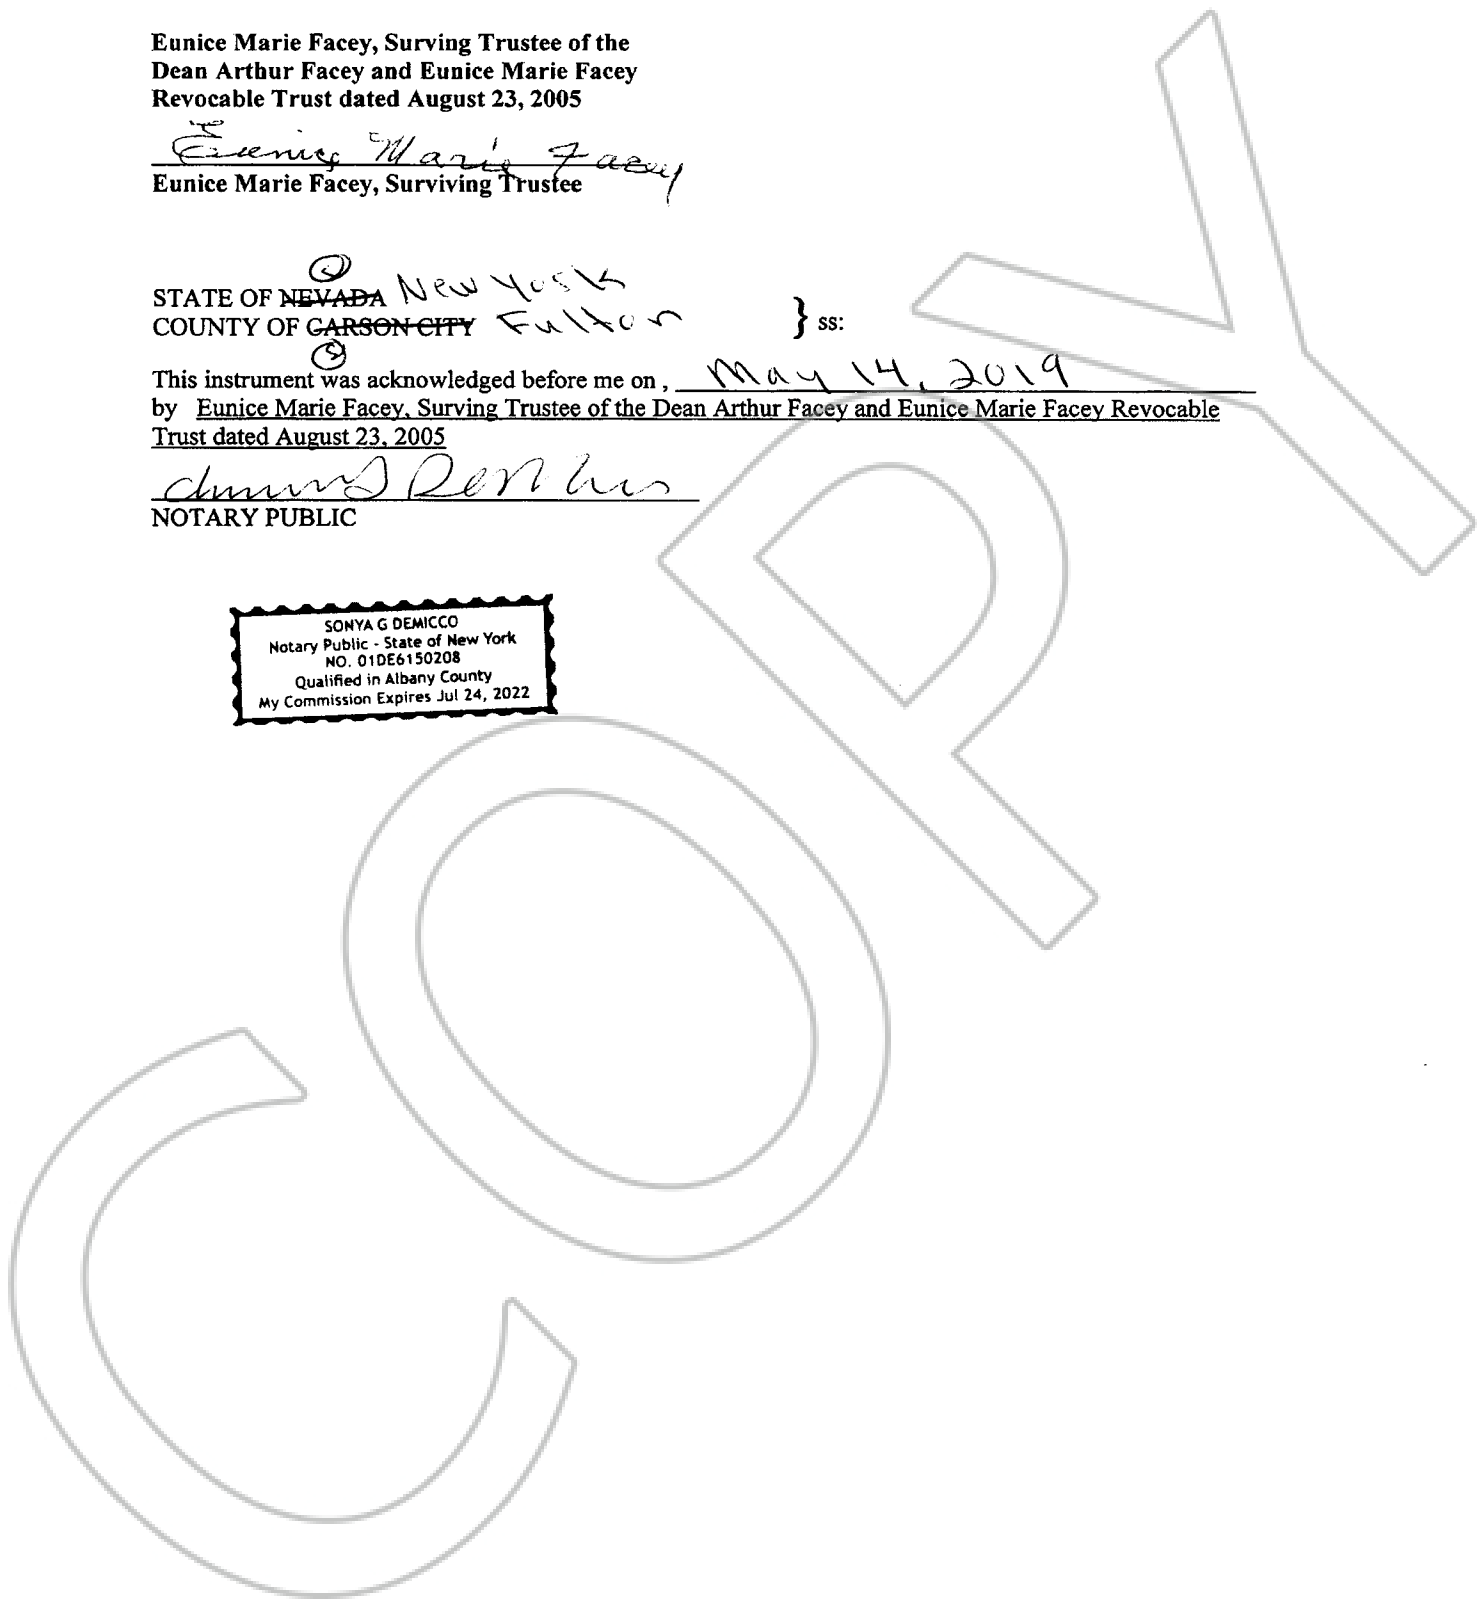 Eunice Marie Facey, Surving Trustee of the
Dean Arthur Facey and Eunice Marie Facey
Revocable Trust dated August 23, 2005
Eunice Marie Facey
Eunice Marie Facey, Surviving Trustee
STATE OF NEVADA New York
COUNTY OF CARSON CITY Fulton } ss:
This instrument was acknowledged before me on , May 14, 2019
by Eunice Marie Facey, Surving Trustee of the Dean Arthur Facey and Eunice Marie Facey Revocable
Trust dated August 23, 2005
NOTARY PUBLIC
SONYA G DEMICCO
Notary Public - State of New York
NO. 01DE6150208
Qualified in Albany County
My Commission Expires Jul 24, 2022
COPY